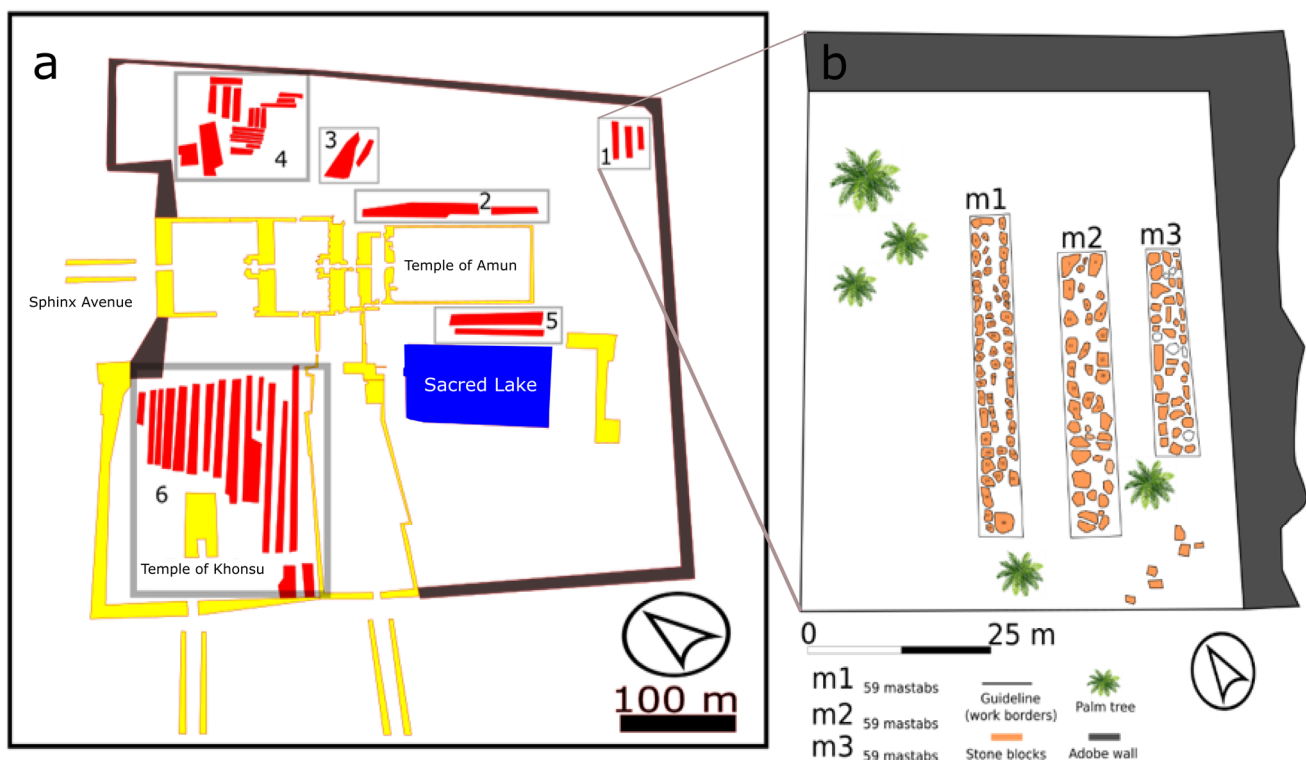 a
4
3
1
2
Temple of Amun
Sphinx Avenue
5
Sacred Lake
6
Temple of Khonsu
100 m
b
m1
m2
m3
0 25 m
m1 59 mastabs
m2 59 mastabs
m3 59 mastabs
Guideline
(work borders)
Palm tree
Stone blocks
Adobe wall